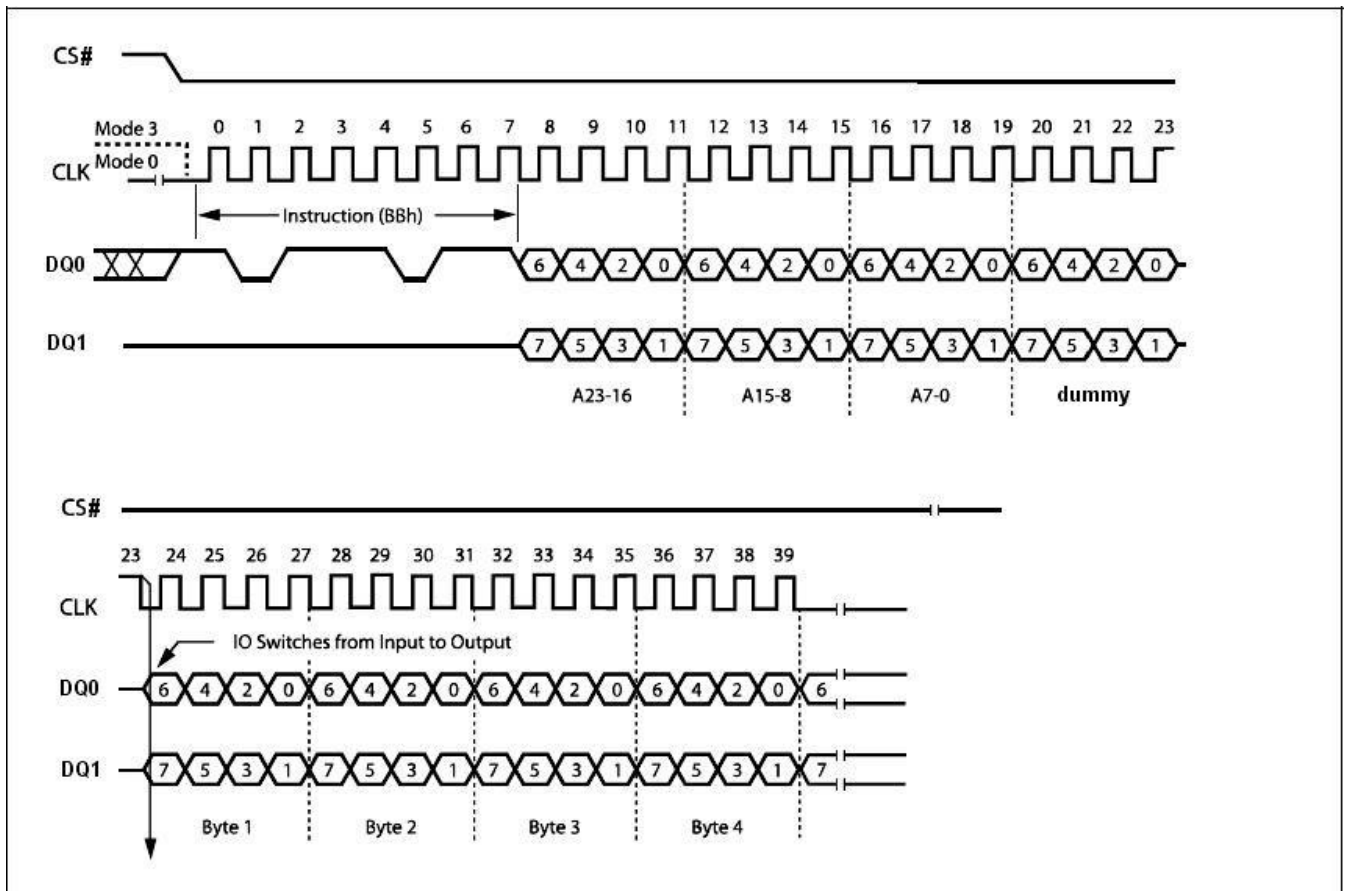 CS#
Mode 3
0 1 2 3 4 5 6 7 8 9 10 11 12 13 14 15 16 17 18 19 20 21 22 23
Mode 0
CLK
Instruction (BBh)
DQ0 6 4 2 0 6 4 2 0 6 4 2 0 6 4 2 0
DQ1 7 5 3 1 7 5 3 1 7 5 3 1 7 5 3 1
A23-16 A15-8 A7-0 dummy
CS#
23 24 25 26 27 28 29 30 31 32 33 34 35 36 37 38 39
CLK
IO Switches from Input to Output
DQ0 6 4 2 0 6 4 2 0 6 4 2 0 6 4 2 0 6
DQ1 7 5 3 1 7 5 3 1 7 5 3 1 7 5 3 1 7
Byte 1 Byte 2 Byte 3 Byte 4